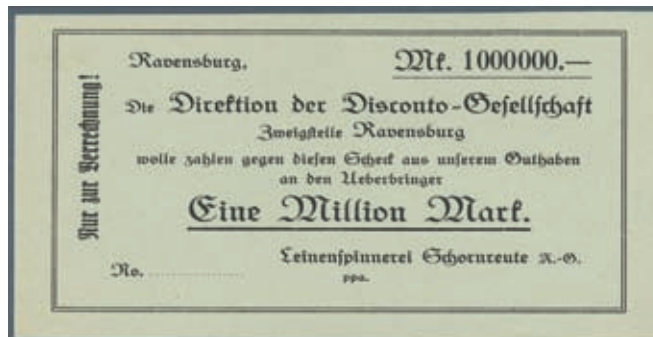 Nur zur Verrechnung!
Ravensburg,
Mk. 1000000.—
Die Direktion der Disconto-Gesellschaft
Zweigstelle Ravensburg
wolle zahlen gegen diesen Scheck aus unserem Guthaben
an den Ueberbringer
Eine Million Mark.
Leinenspinnerei Schornreute A.-G.
No.
ppa.